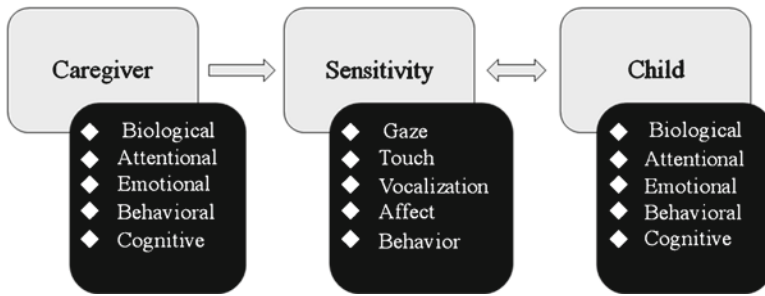 Caregiver
Sensitivity
Child
Biological
Attentional
Emotional
Behavioral
Cognitive
Gaze
Touch
Vocalization
Affect
Behavior
Biological
Attentional
Emotional
Behavioral
Cognitive